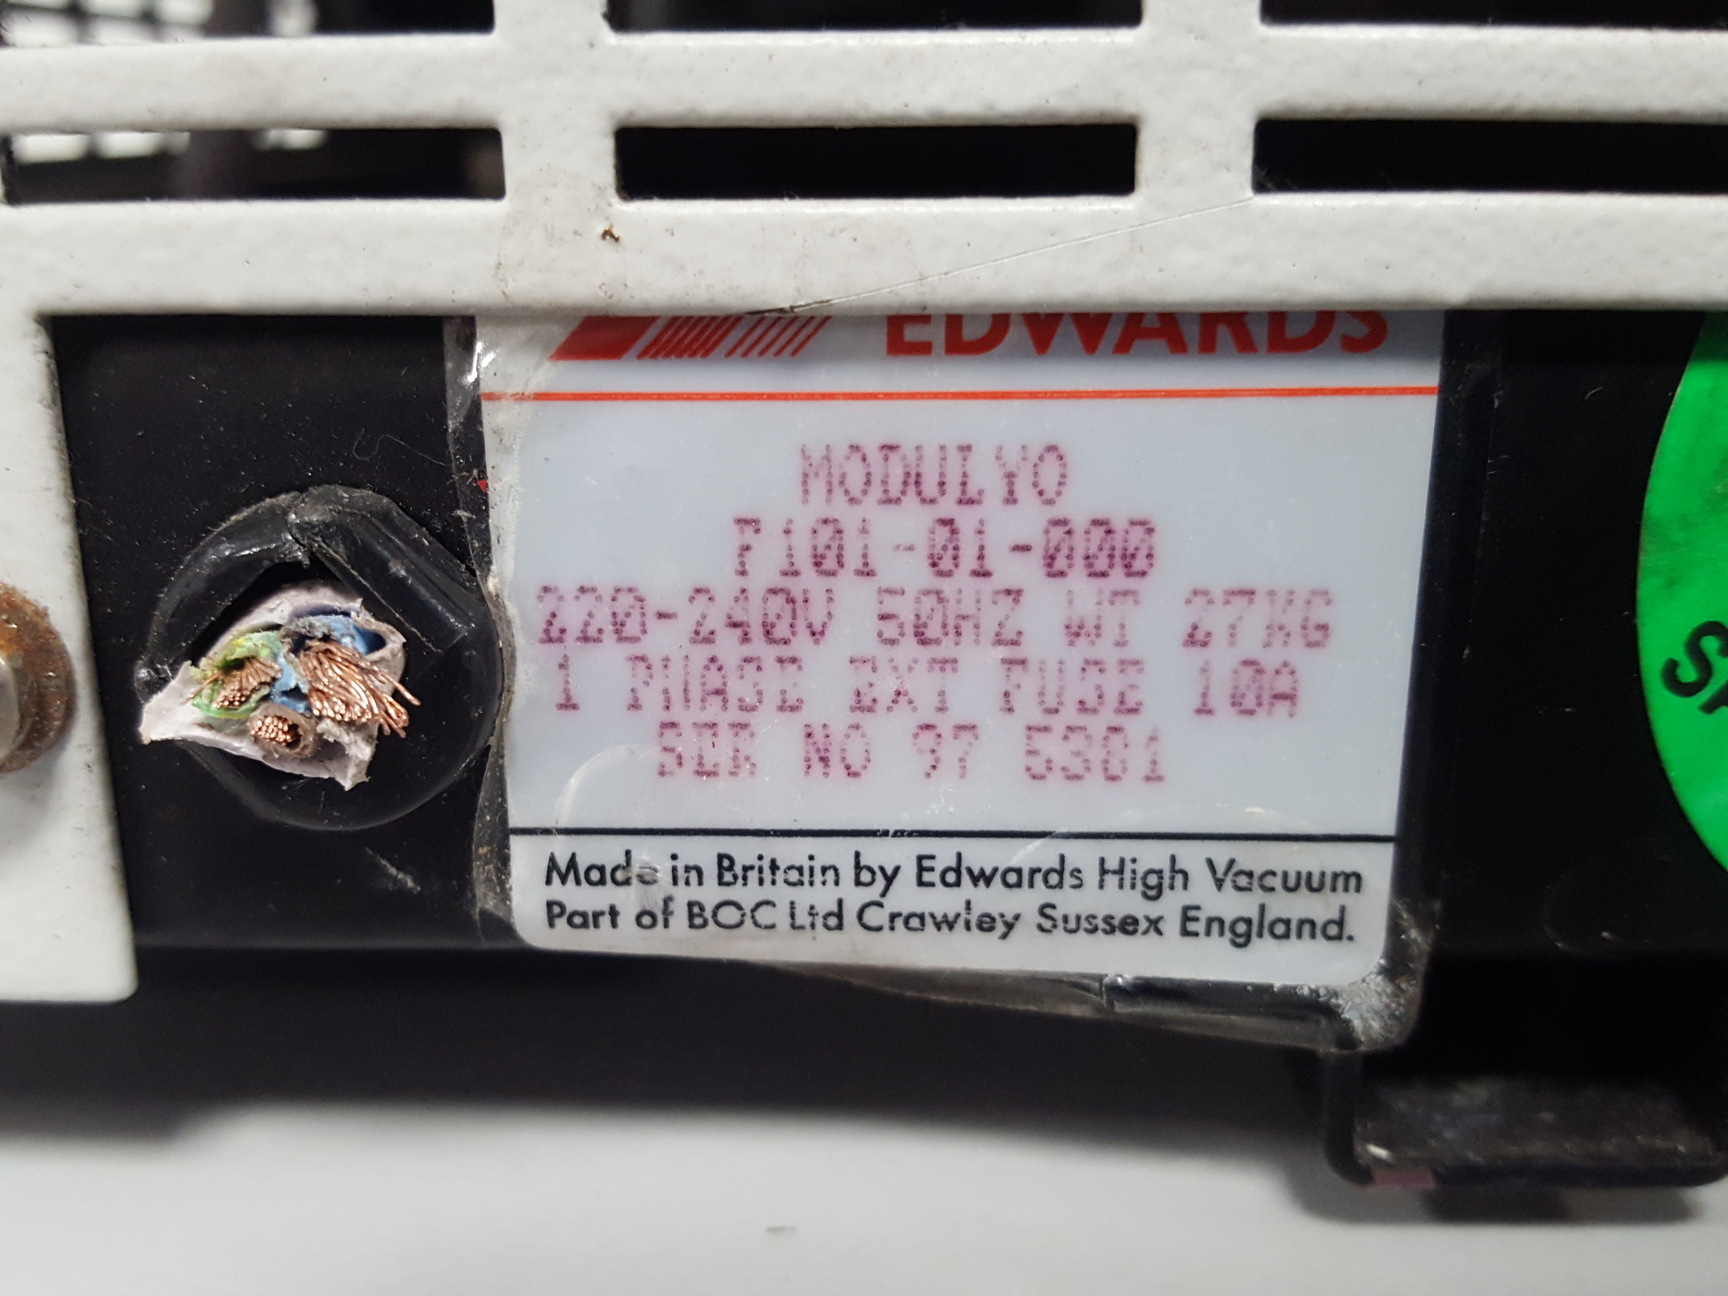 EDWARDS
MODULYO
F101-01-000
220-240V 50HZ WT 27KG
1 PHASE EXT FUSE 10A
SER NO 97 5301
Made in Britain by Edwards High Vacuum
Part of BOC Ltd Crawley Sussex England.